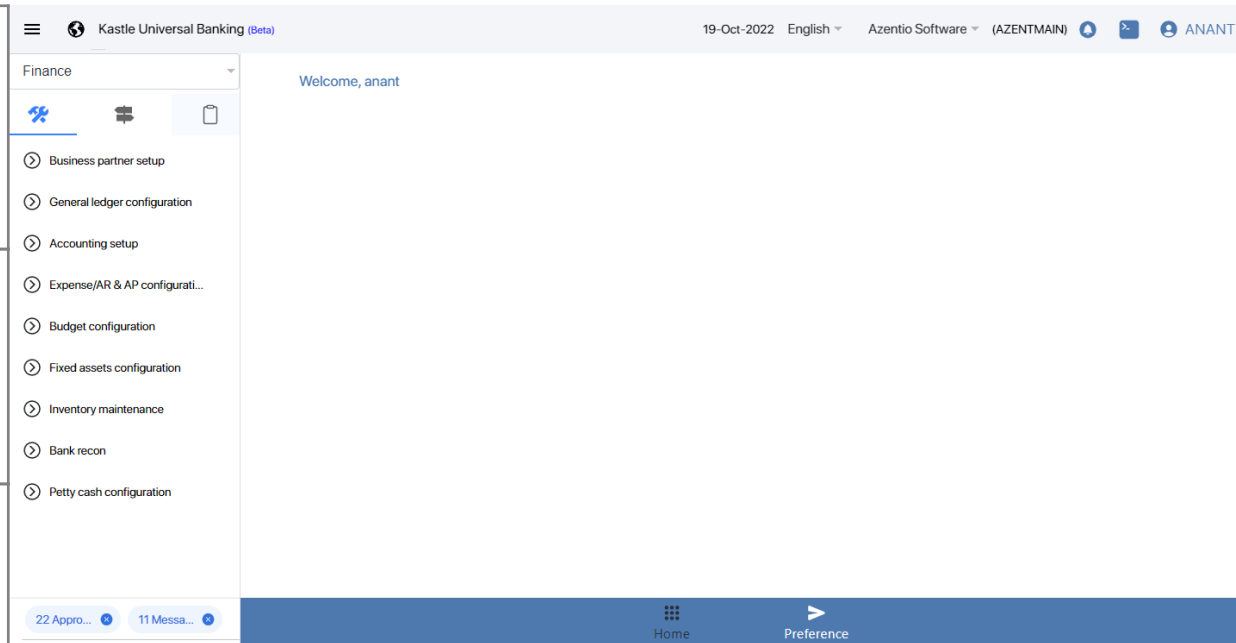 Kastle Universal Banking (Beta)
19-Oct-2022 English Azentio Software (AZENTMAIN) ANANT
Finance
Welcome, anant
Business partner setup
General ledger configuration
Accounting setup
Expense/AR & AP configurati...
Budget configuration
Fixed assets configuration
Inventory maintenance
Bank recon
Petty cash configuration
22 Appro... 11 Messa...
Home Preference